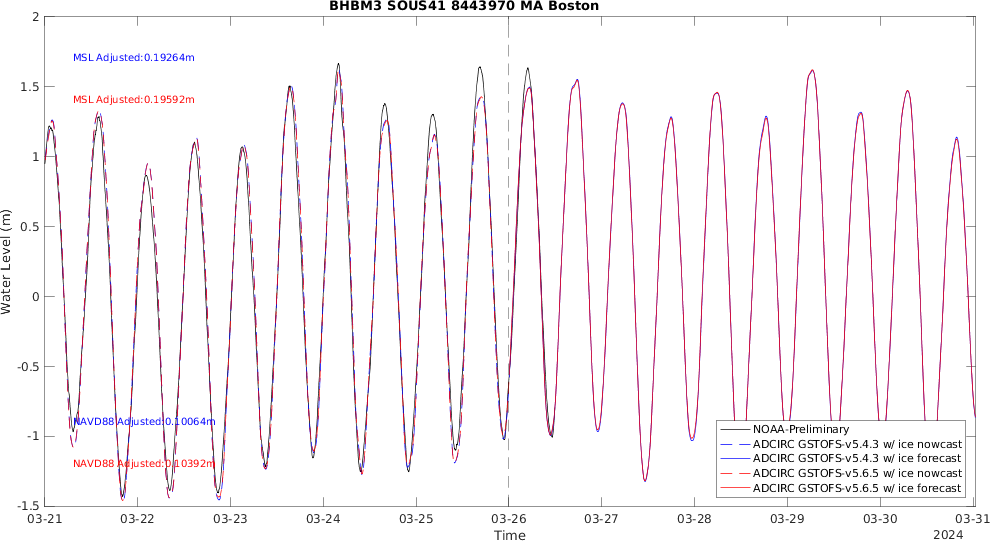 BHBM3 SOUS41 8443970 MA Boston
2
1.5
1
0.5
0
-0.5
-1
-1.5
Water Level (m)
MSL Adjusted:0.19264m
MSL Adjusted:0.19592m
NAVD88 Adjusted:0.10064m
NAVD88 Adjusted:0.10392m
NOAA-Preliminary
ADCIRC GSTOFS-v5.4.3 w/ ice nowcast
ADCIRC GSTOFS-v5.4.3 w/ ice forecast
ADCIRC GSTOFS-v5.6.5 w/ ice nowcast
ADCIRC GSTOFS-v5.6.5 w/ ice forecast
03-21 03-22 03-23 03-24 03-25 03-26 03-27 03-28 03-29 03-30 03-31
Time
2024